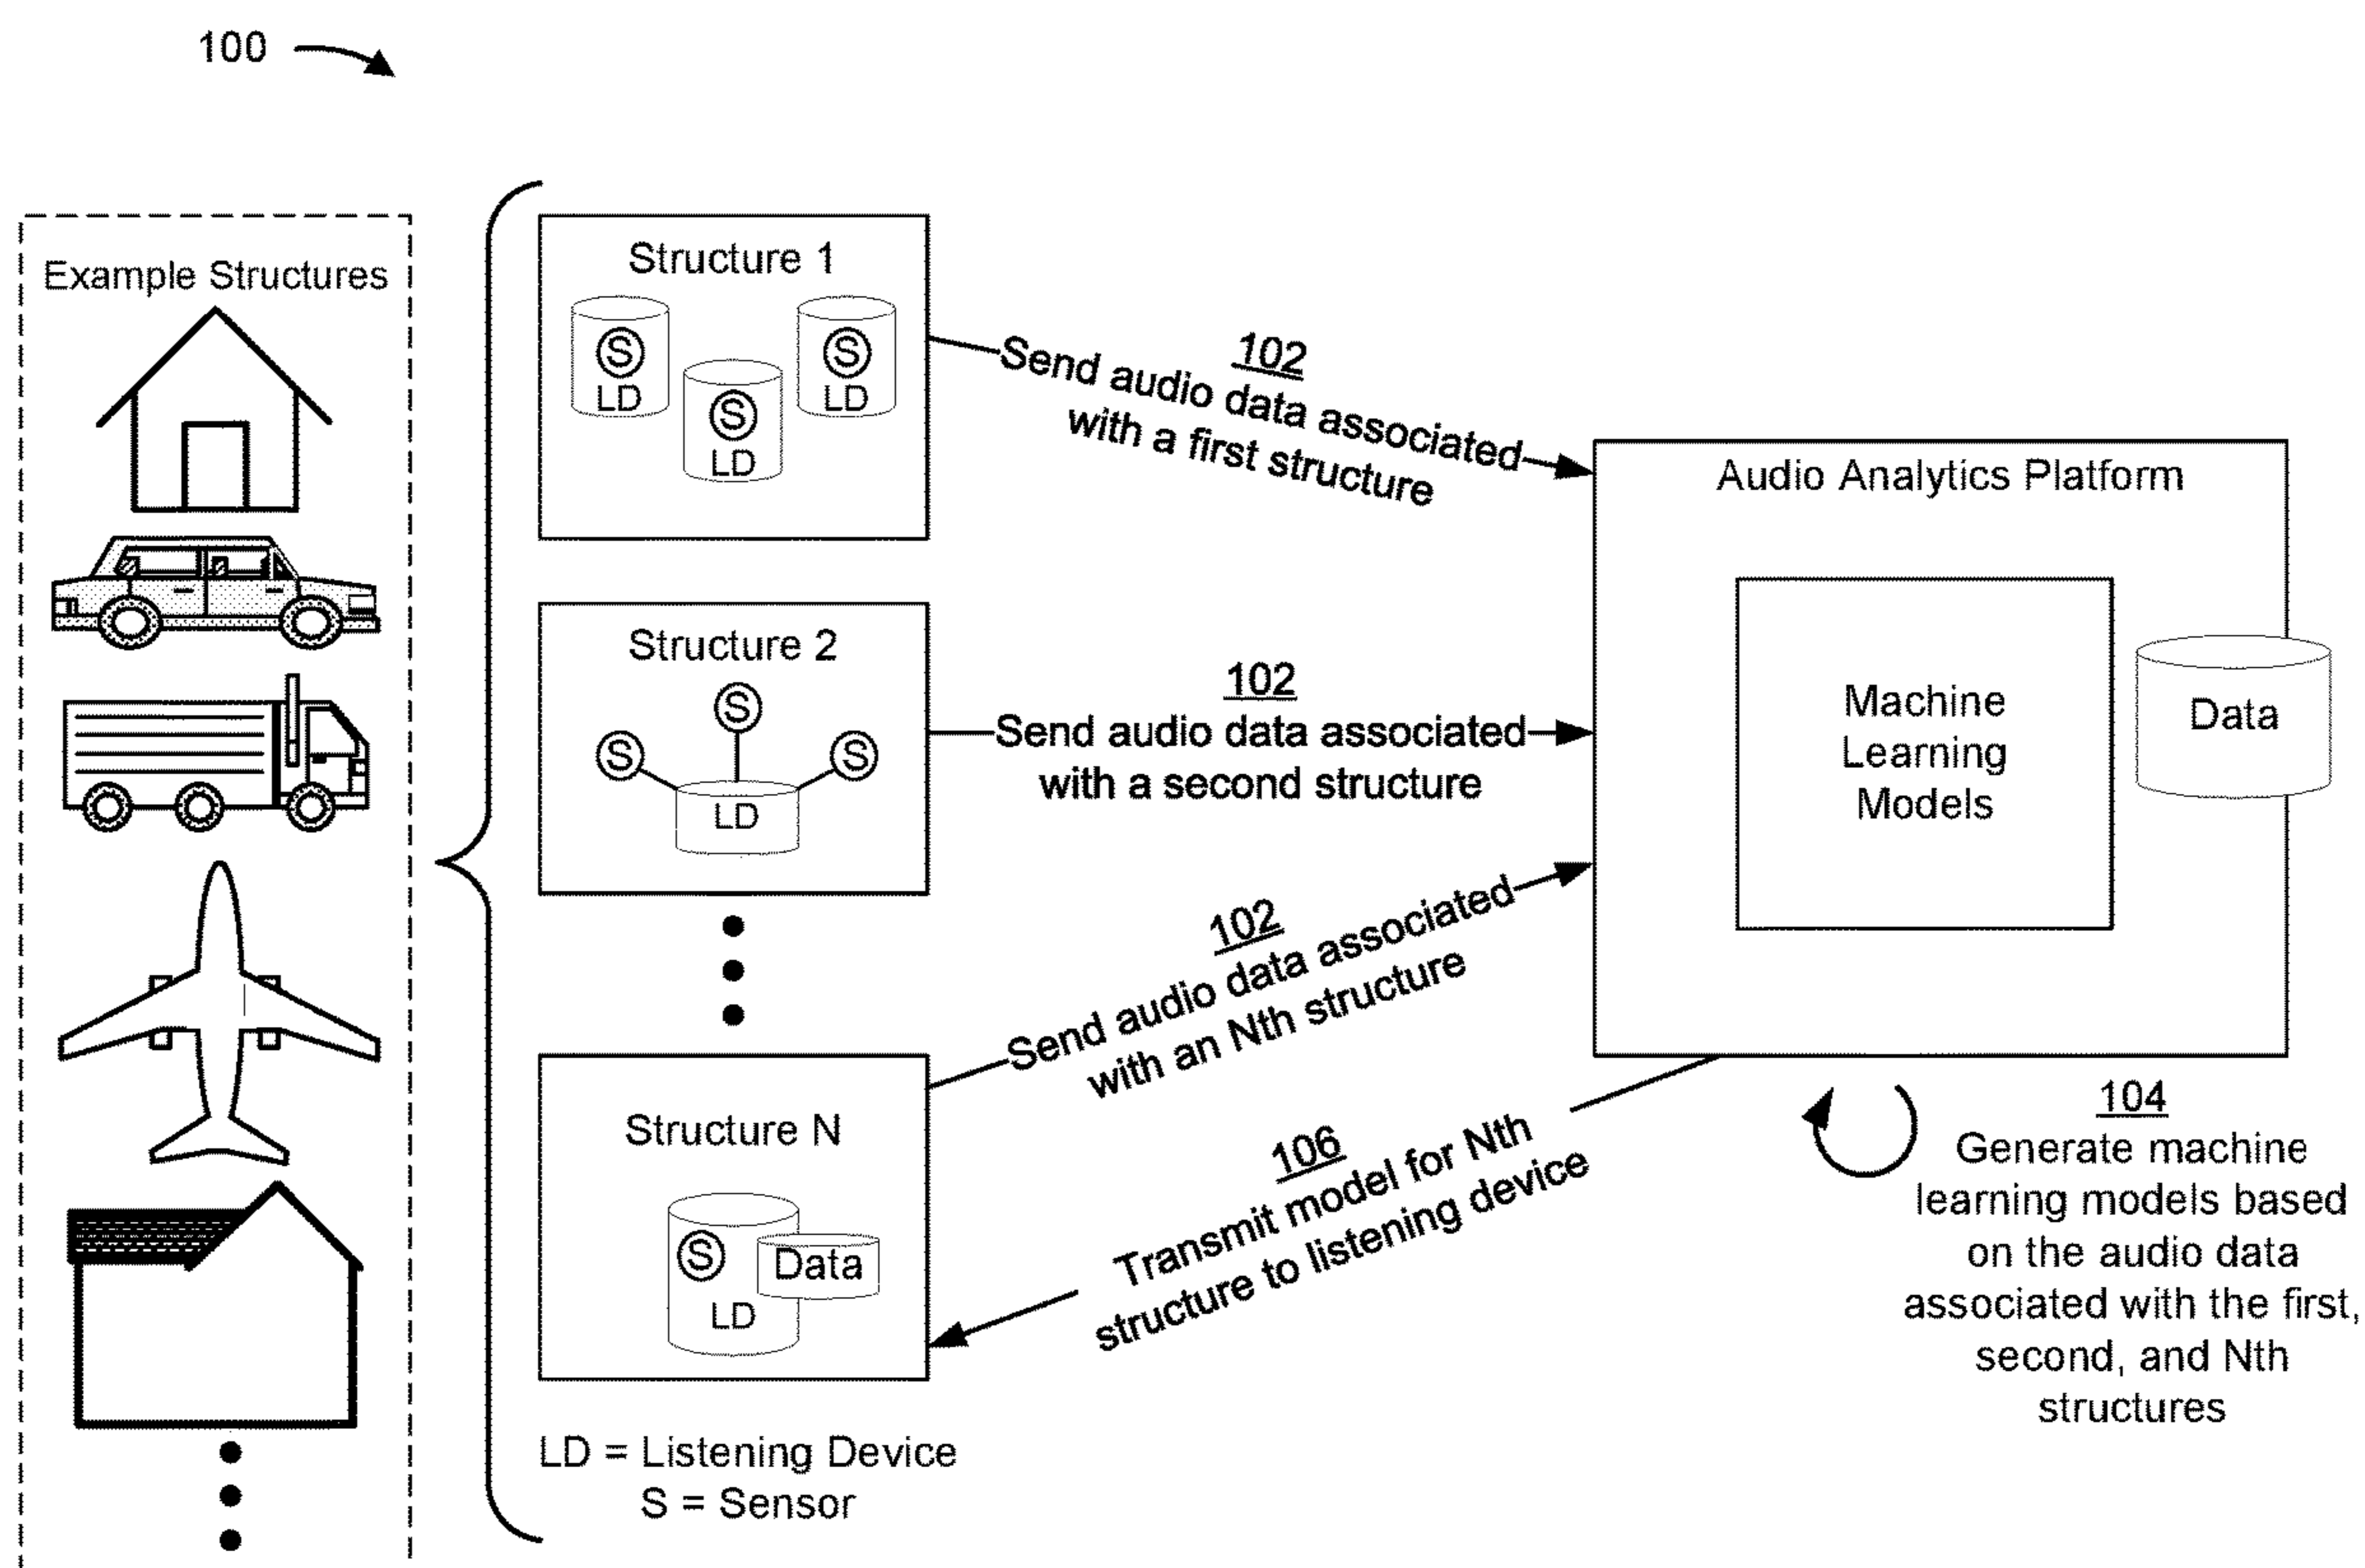 100
Example Structures
Structure 1
S
LD
S
LD
S
LD
102
Send audio data associated
with a first structure
Structure 2
S
S
S
LD
102
Send audio data associated
with a second structure
Structure N
S
Data
LD
102
Send audio data associated
with an Nth structure
106
Transmit model for Nth
structure to listening device
Audio Analytics Platform
Machine
Learning
Models
Data
104
Generate machine
learning models based
on the audio data
associated with the first,
second, and Nth
structures
LD = Listening Device
S = Sensor